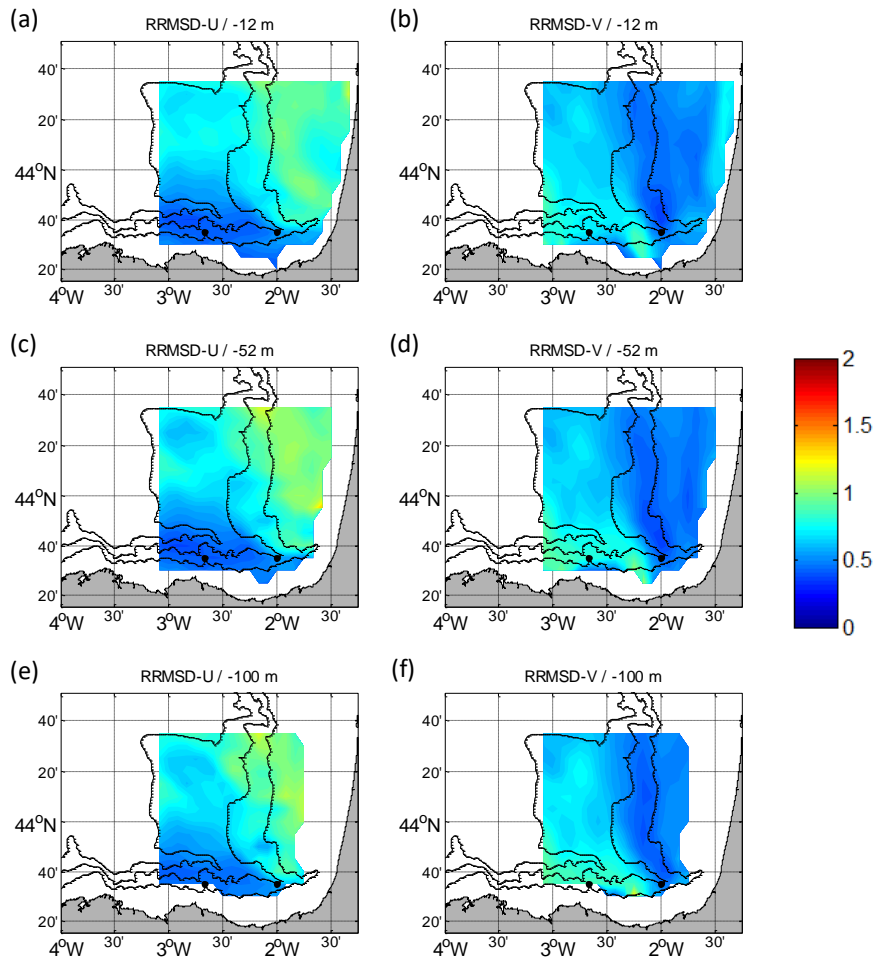 (a)
RRMSD-U / -12 m
40'
20'
44°N
40'
20'
4°W
30'
3°W
30'
2°W
30'
(b)
RRMSD-V / -12 m
40'
20'
44°N
40'
20'
4°W
30'
3°W
30'
2°W
30'
(c)
RRMSD-U / -52 m
40'
20'
44°N
40'
20'
4°W
30'
3°W
30'
2°W
30'
(d)
RRMSD-V / -52 m
40'
20'
44°N
40'
20'
4°W
30'
3°W
30'
2°W
30'
2
1.5
1
0.5
0
(e)
RRMSD-U / -100 m
40'
20'
44°N
40'
20'
4°W
30'
3°W
30'
2°W
30'
(f)
RRMSD-V / -100 m
40'
20'
44°N
40'
20'
4°W
30'
3°W
30'
2°W
30'